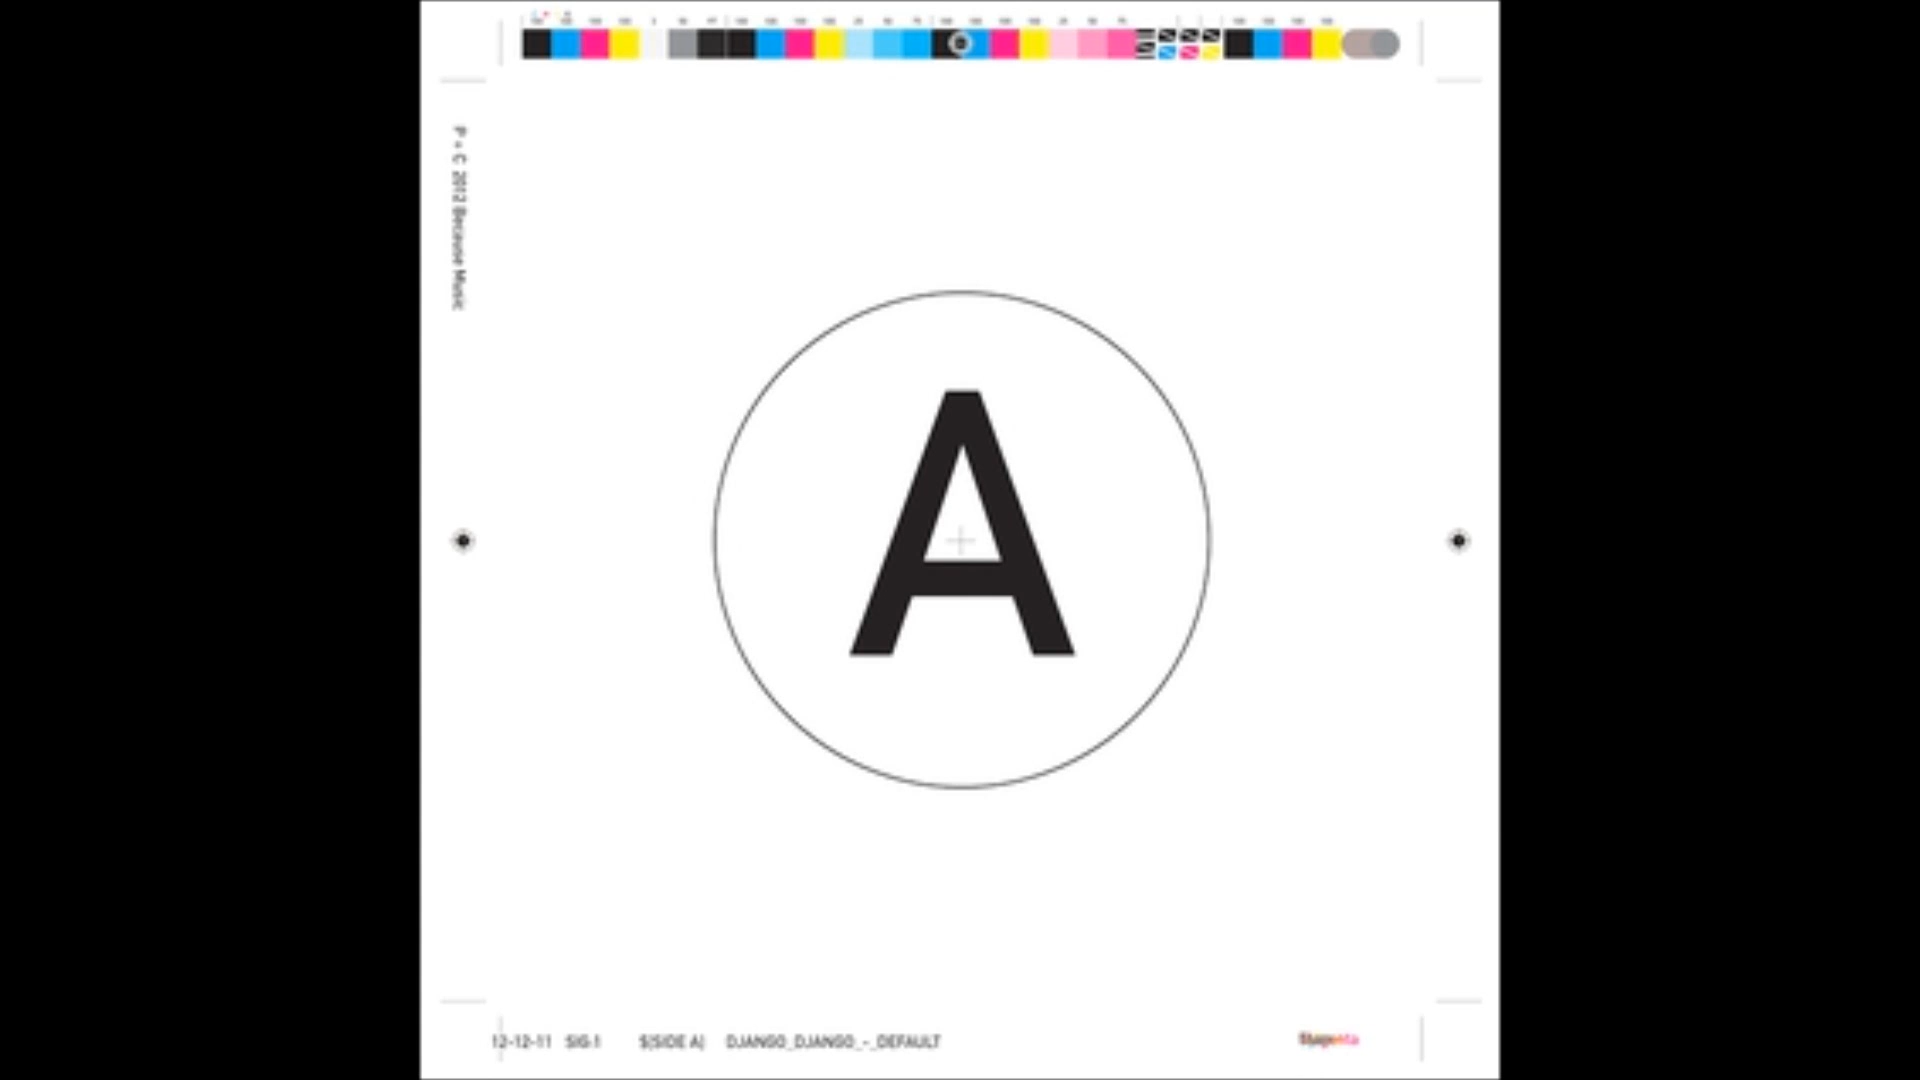 P + C 2012 Because Music
A
12-12-11 SIG:1 $(SIDE A) DJANGO_DJANGO_-_DEFAULT